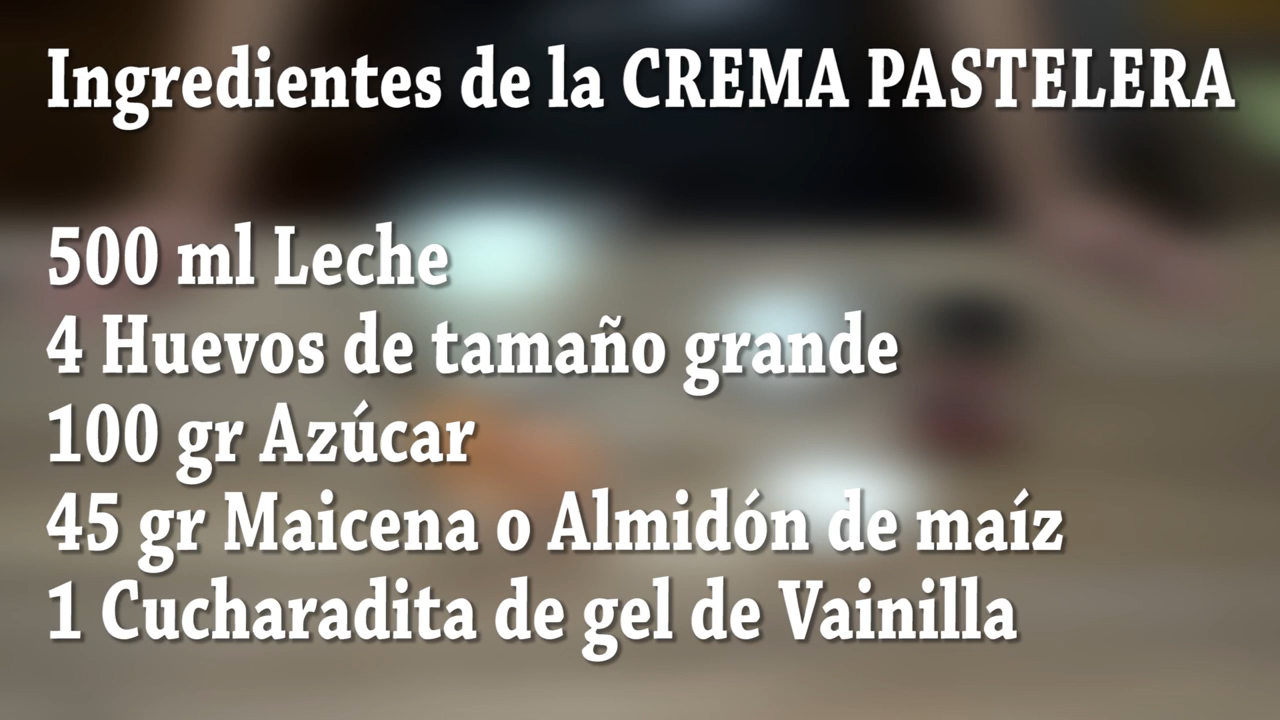 Ingredientes de la CREMA PASTELERA
500 ml Leche
4 Huevos de tamaño grande
100 gr Azúcar
45 gr Maicena o Almidón de maíz
1 Cucharadita de gel de Vainilla